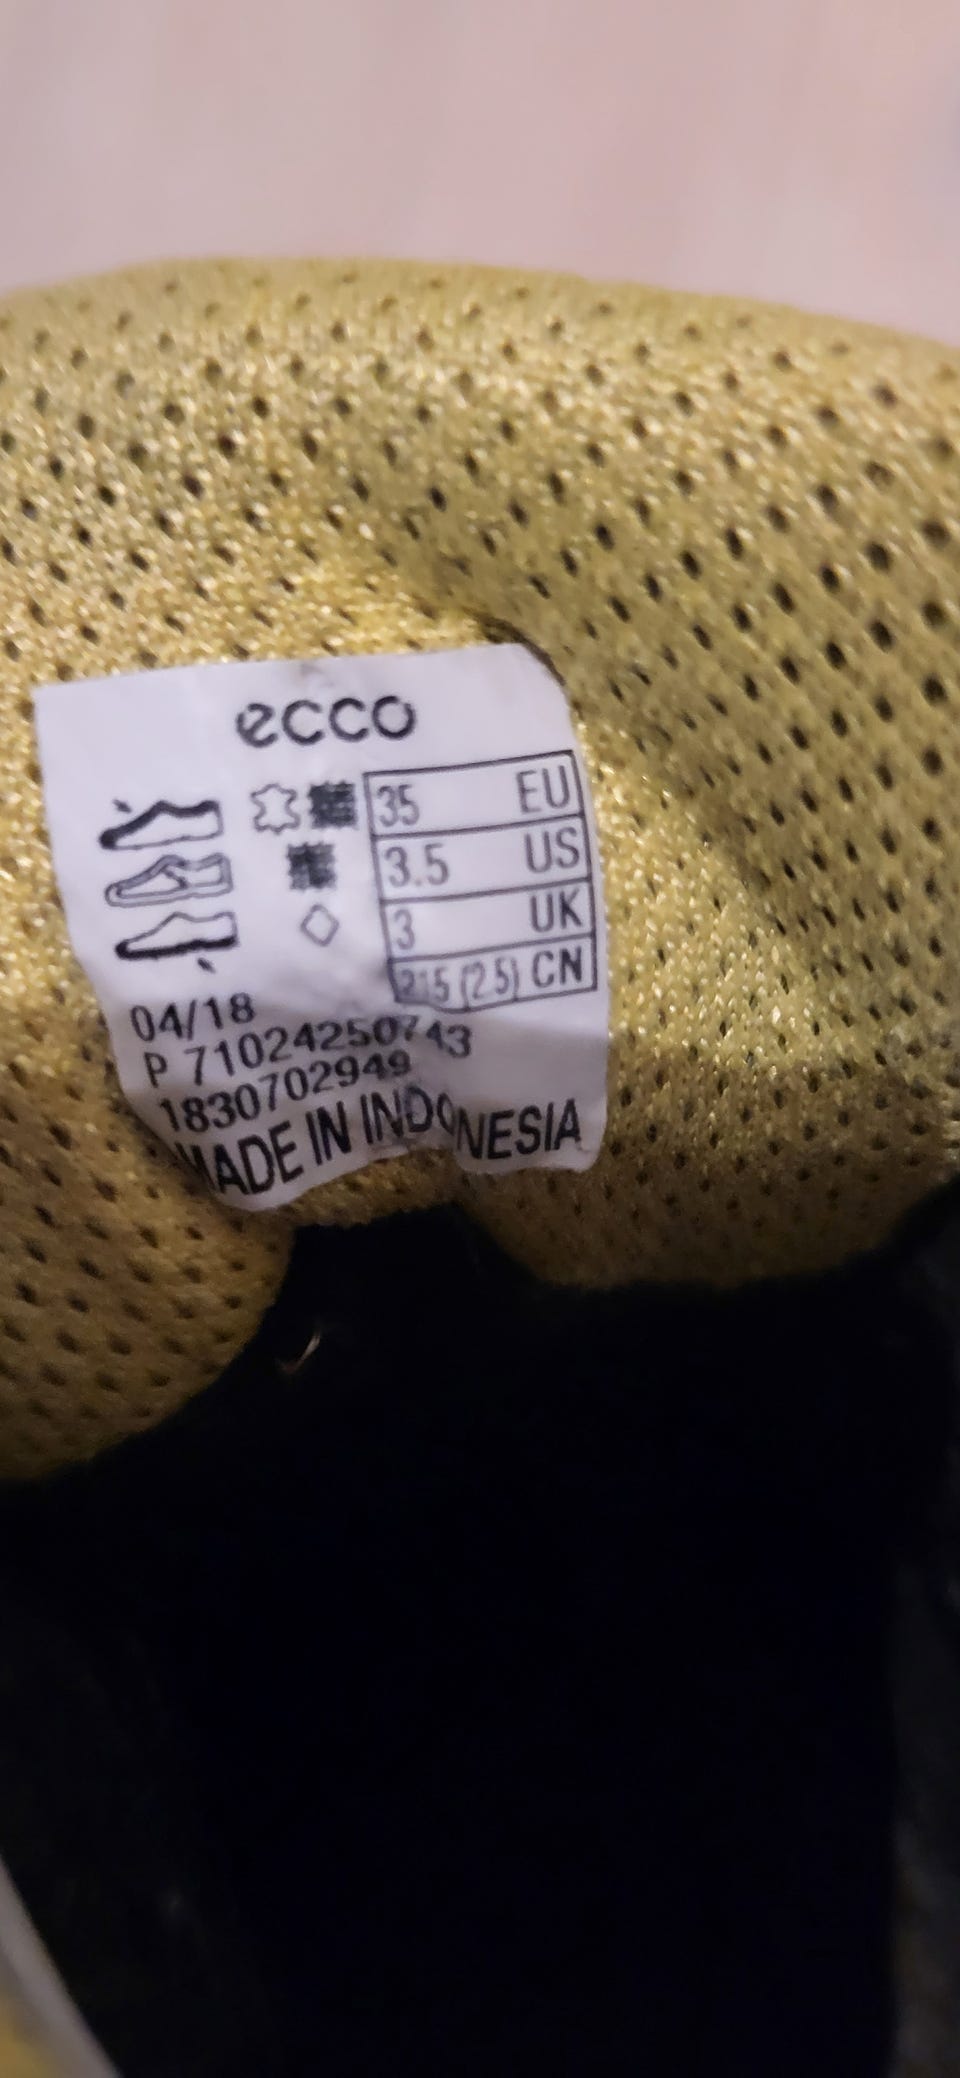 ecco
35 EU
3.5 US
3 UK
215 (2.5) CN
04/18
P 71024250743
1830702949
MADE IN INDONESIA